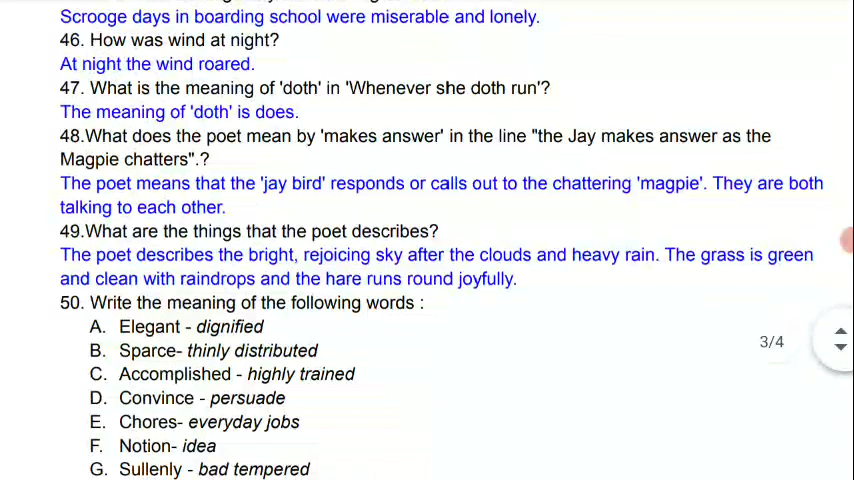 Scrooge days in boarding school were miserable and lonely.
46. How was wind at night?
At night the wind roared.
47. What is the meaning of 'doth' in 'Whenever she doth run'?
The meaning of 'doth' is does.
48.What does the poet mean by 'makes answer' in the line "the Jay makes answer as the
Magpie chatters".?
The poet means that the 'jay bird' responds or calls out to the chattering 'magpie'. They are both
talking to each other.
49.What are the things that the poet describes?
The poet describes the bright, rejoicing sky after the clouds and heavy rain. The grass is green
and clean with raindrops and the hare runs round joyfully.
50. Write the meaning of the following words :
A. Elegant - dignified
B. Sparce- thinly distributed
3/4
C. Accomplished - highly trained
D. Convince - persuade
E. Chores- everyday jobs
F. Notion- idea
G. Sullenly - bad tempered